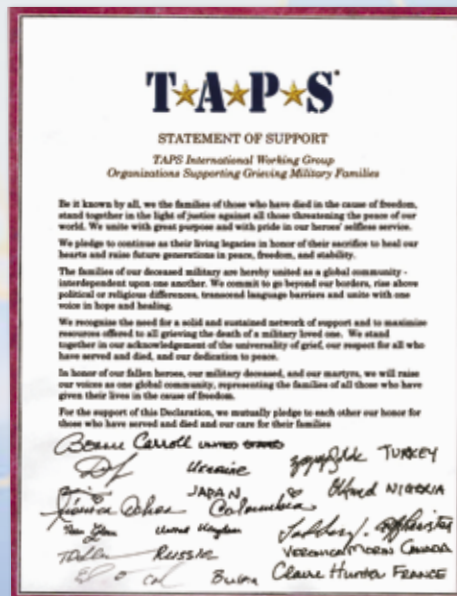 T★A★P★S®
STATEMENT OF SUPPORT
TAPS International Working Group
Organizations Supporting Grieving Military Families
Be it known by all, we the families of those who have died in the cause of freedom,
stand together in the light of justice against all those threatening the peace of our
world. We unite with great purpose and with pride in our heroes' selfless service.
We pledge to continue as their living legacies in honor of their sacrifice to heal our
hearts and raise future generations in peace, freedom, and stability.
The families of our deceased military are hereby united as a global community -
interdependent upon one another. We commit to go beyond our borders, rise above
political or religious differences, transcend language barriers and unite with one
voice in hope and healing.
We recognize the need for a solid and sustained network of support and to maximize
resources offered to all grieving the death of a military loved one. We stand
together in our acknowledgement of the universality of grief, our respect for all who
have served and died, and our dedication to peace.
In honor of our fallen heroes, our military deceased, and our martyrs, we will raise
our voices as one global community, representing the families of all those who have
given their lives in the cause of freedom.
For the support of this Declaration, we mutually pledge to each other our honor for
those who have served and died and our care for their families
Bonnie Carroll UNITED STATES
Ukraine TURKEY
JAPAN NIGERIA
Colombia
United Kingdom
RUSSIA VERONICA CANADA
Claire Hunter FRANCE